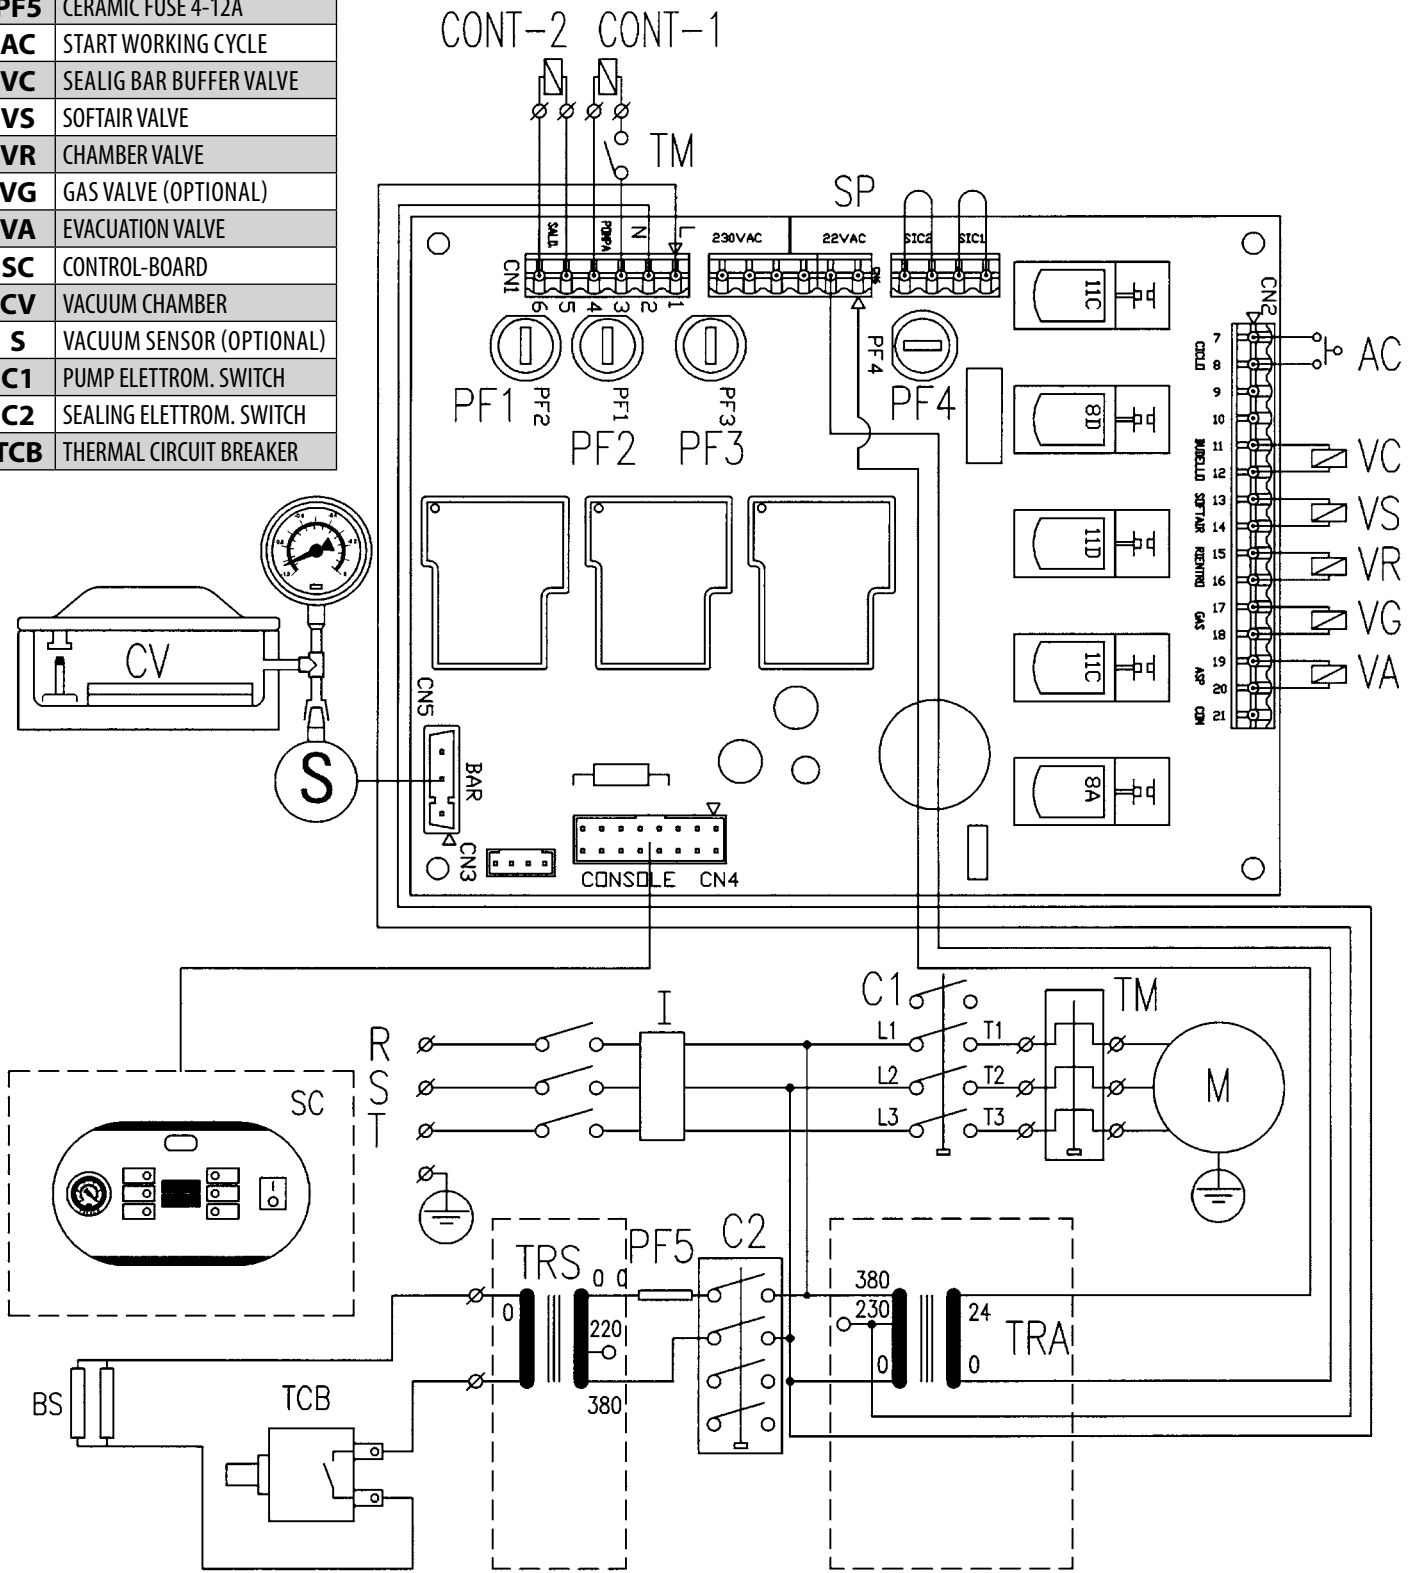 PF5 CERAMIC FUSE 4-12A
AC START WORKING CYCLE
VC SEALIG BAR BUFFER VALVE
VS SOFTAIR VALVE
VR CHAMBER VALVE
VG GAS VALVE (OPTIONAL)
VA EVACUATION VALVE
SC CONTROL-BOARD
CV VACUUM CHAMBER
S VACUUM SENSOR (OPTIONAL)
C1 PUMP ELETTROM. SWITCH
C2 SEALING ELETTROM. SWITCH
TCB THERMAL CIRCUIT BREAKER
CONT-2 CONT-1
TM
SP
SALD.
POMPA
N
L
230VAC
22VAC
SIC2
SIC1
CN1
6 5 4 3 2 1
CN2
PF1
PF2
PF2
PF1
PF3
PF3
PF4
PF4
11C
8D
11D
11C
8A
7
8
9
10
11
12
13
14
15
16
17
18
19
20
21
CICLO
BUDELLO
SOFTAIR
RIENTRO
GAS
ASP
COM
AC
VC
VS
VR
VG
VA
CV
S
CN5
BAR
CN3
CONSOLE CN4
R
S
T
I
C1
L1
L2
L3
T1
T2
T3
TM
M
SC
TRS
0
0 0
220
380
PF5
C2
380
230
0
24
0
TRA
BS
TCB